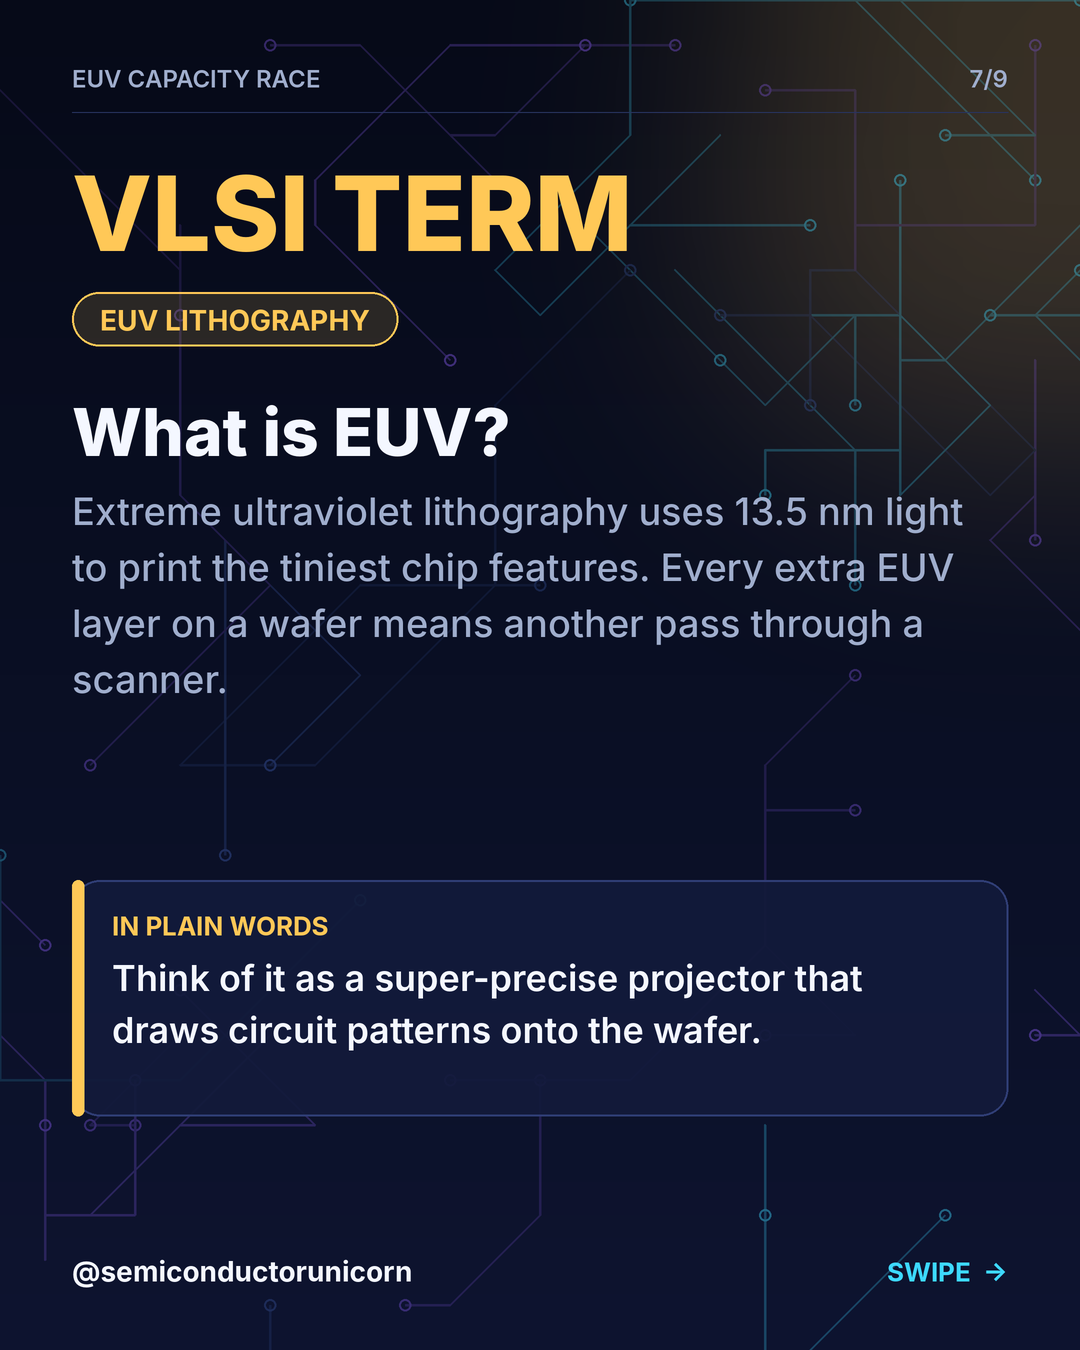 EUV CAPACITY RACE
7/9
VLSI TERM
EUV LITHOGRAPHY
What is EUV?
Extreme ultraviolet lithography uses 13.5 nm light
to print the tiniest chip features. Every extra EUV
layer on a wafer means another pass through a
scanner.
IN PLAIN WORDS
Think of it as a super-precise projector that
draws circuit patterns onto the wafer.
@semiconductorunicorn
SWIPE →